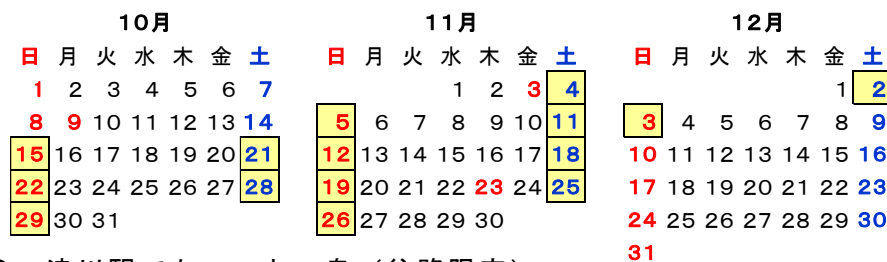 10月
日 月 火 水 木 金 土
1 2 3 4 5 6 7
8 9 10 11 12 13 14
15 16 17 18 19 20 21
22 23 24 25 26 27 28
29 30 31
11月
日 月 火 水 木 金 土
1 2 3 4
5 6 7 8 9 10 11
12 13 14 15 16 17 18
19 20 21 22 23 24 25
26 27 28 29 30
12月
日 月 火 水 木 金 土
1 2
3 4 5 6 7 8 9
10 11 12 13 14 15 16
17 18 19 20 21 22 23
24 25 26 27 28 29 30
31